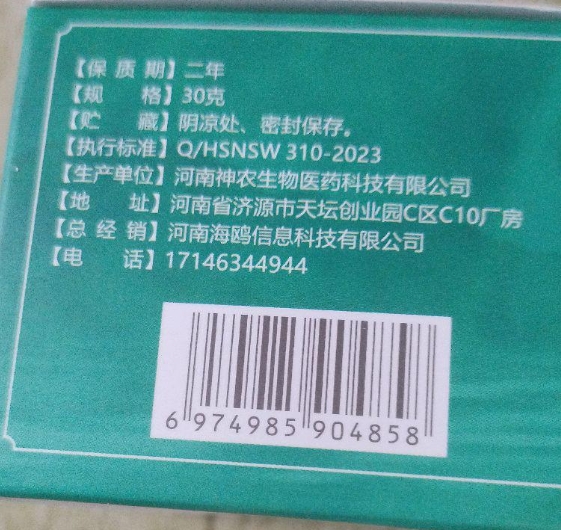 【保 质 期】二年
【规　　格】30克
【贮　　藏】阴凉处、密封保存。
【执行标准】Q/HSNSW 310-2023
【生产单位】河南神农生物医药科技有限公司
【地　　址】河南省济源市天坛创业园C区C10厂房
【总 经 销】河南海鸥信息科技有限公司
【电　　话】17146344944
6 974985 904858